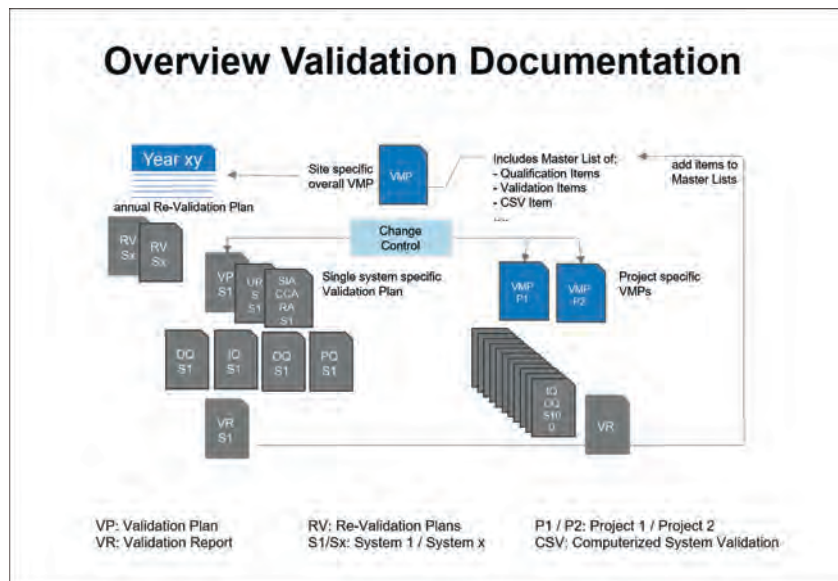 Overview Validation Documentation
Year xy
annual Re-Validation Plan
Site specific
overall VMP
VMP
Includes Master List of:
- Qualification Items
- Validation Items
- CSV Item
.....
add items to
Master Lists
Change
Control
RV
Sx
RV
Sx
VP
S1
UR
S
S1
SIA
CCA
RA
S1
Single system specific
Validation Plan
VMP
P1
VMP
P2
Project specific
VMPs
DQ
S1
IQ
S1
OQ
S1
PQ
S1
IQ
OQ
S10
0
VR
S1
VR
VP: Validation Plan
VR: Validation Report
RV: Re-Validation Plans
S1/Sx: System 1 / System x
P1 / P2: Project 1 / Project 2
CSV: Computerized System Validation